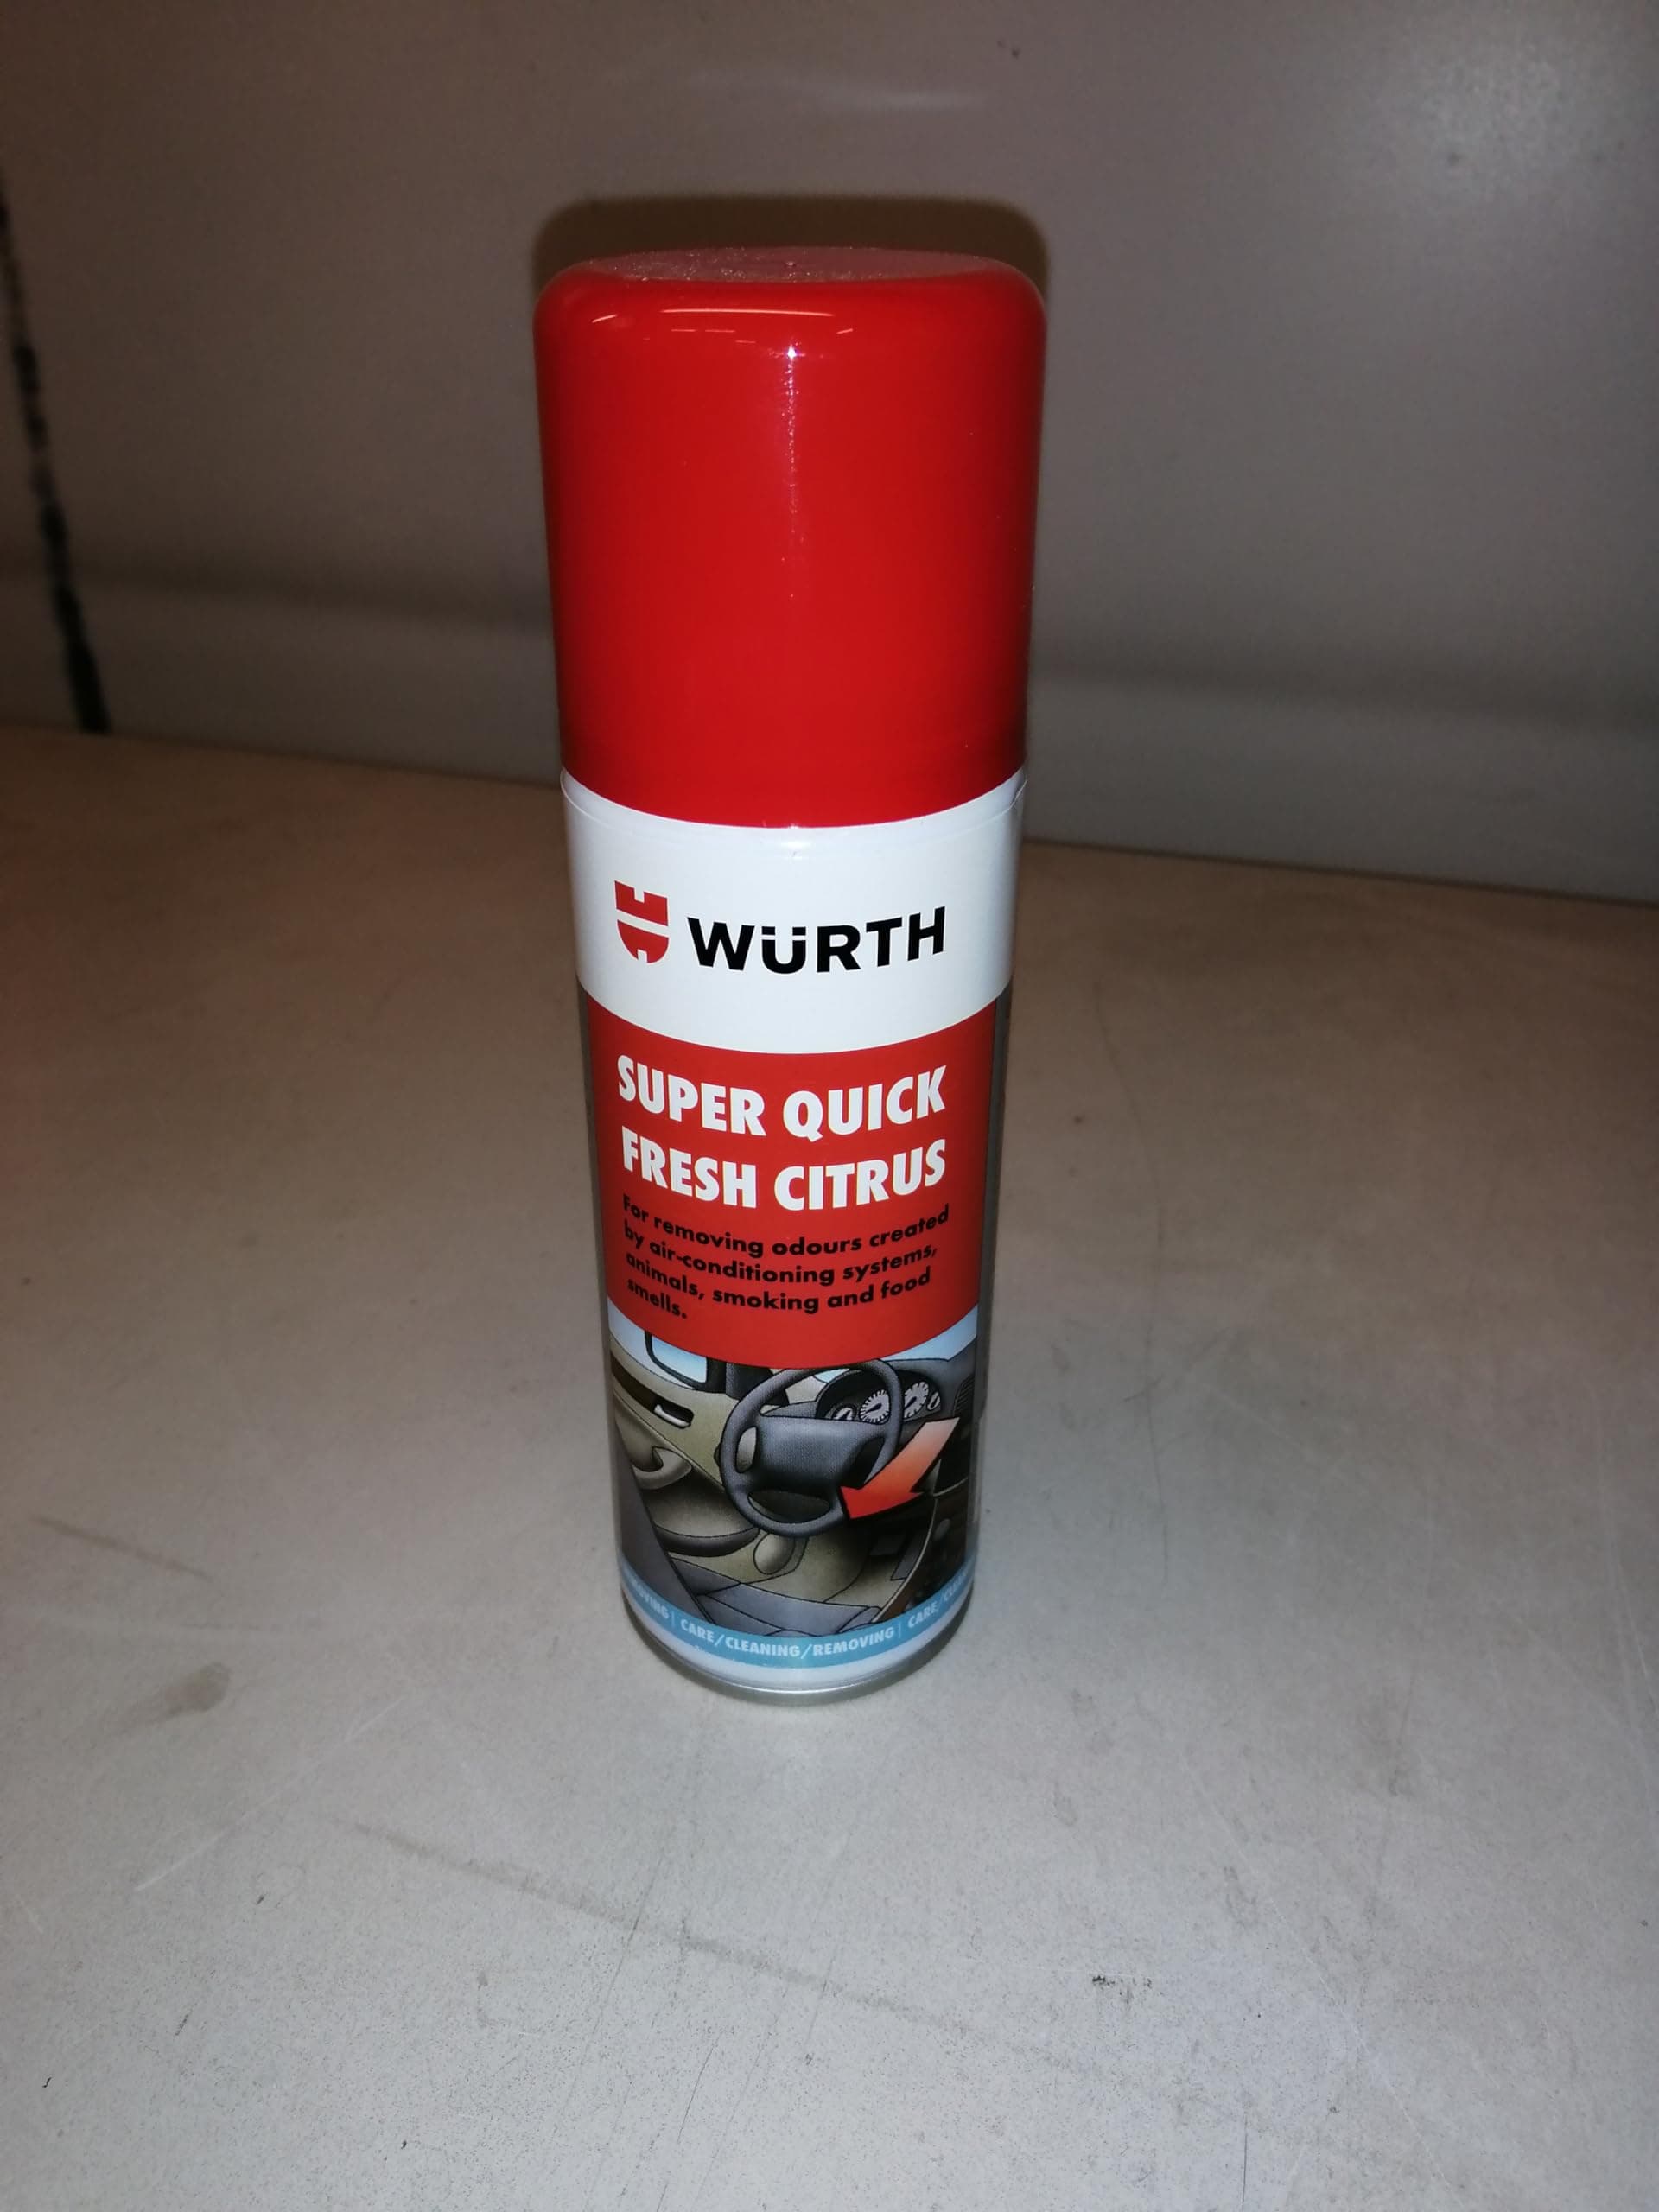 WÜRTH
SUPER QUICK
FRESH CITRUS
For removing odours created
by air-conditioning systems,
animals, smoking and food
smells.
CARE/CLEANING/REMOVING
CARE/